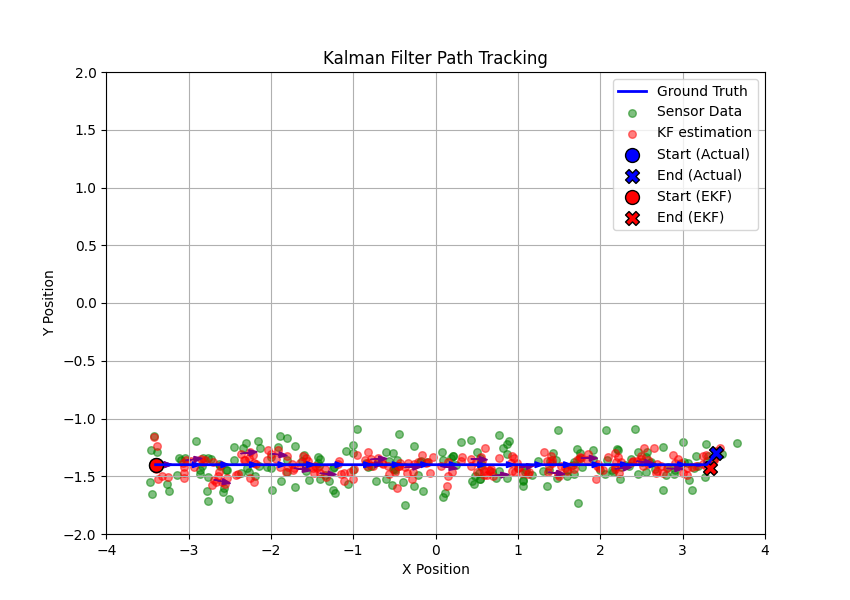 Kalman Filter Path Tracking
2.0
1.5
1.0
0.5
0.0
−0.5
−1.0
−1.5
−2.0
Y Position
Ground Truth
Sensor Data
KF estimation
Start (Actual)
End (Actual)
Start (EKF)
End (EKF)
−4 −3 −2 −1 0 1 2 3 4
X Position